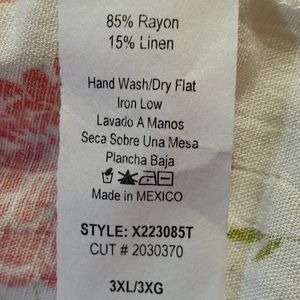 85% Rayon
15% Linen
Hand Wash/Dry Flat
Iron Low
Lavado A Manos
Seca Sobre Una Mesa
Plancha Baja
Made in MEXICO
STYLE: X223085T
CUT # 2030370
3XL/3XG